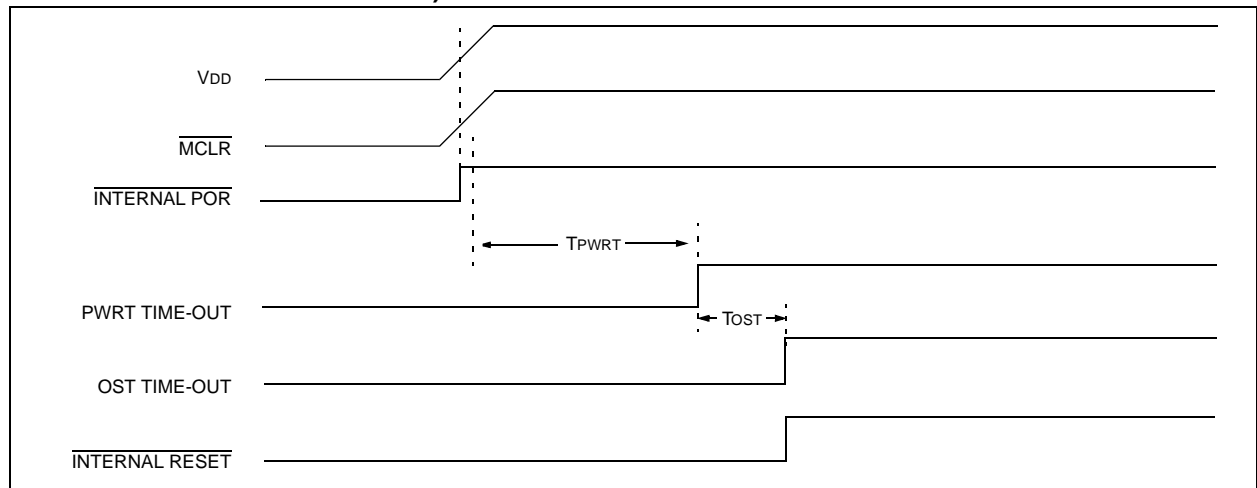 VDD
MCLR
INTERNAL POR
TPWRT
PWRT TIME-OUT
TOST
OST TIME-OUT
INTERNAL RESET